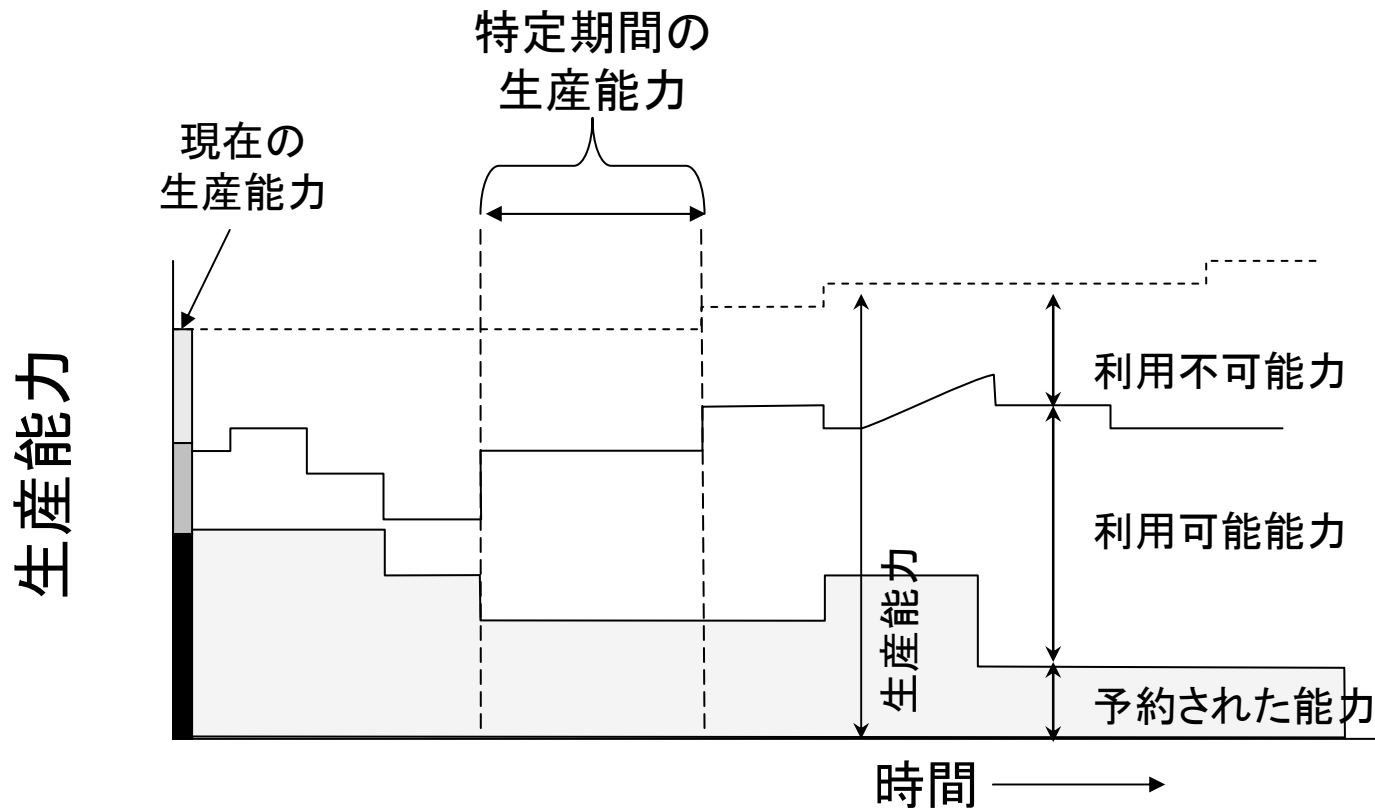 特定期間の
生産能力
現在の
生産能力
生産能力
利用不可能力
利用可能能力
生産能力
予約された能力
時間